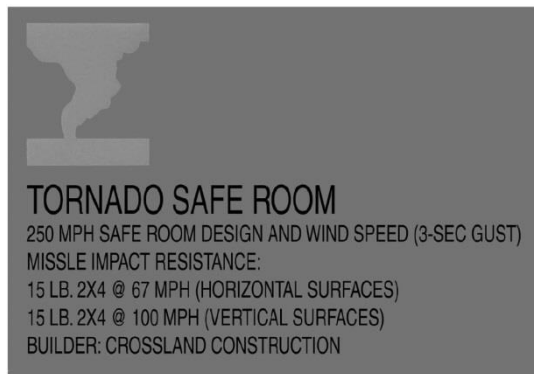 TORNADO SAFE ROOM
250 MPH SAFE ROOM DESIGN AND WIND SPEED (3-SEC GUST)
MISSLE IMPACT RESISTANCE:
15 LB. 2X4 @ 67 MPH (HORIZONTAL SURFACES)
15 LB. 2X4 @ 100 MPH (VERTICAL SURFACES)
BUILDER: CROSSLAND CONSTRUCTION